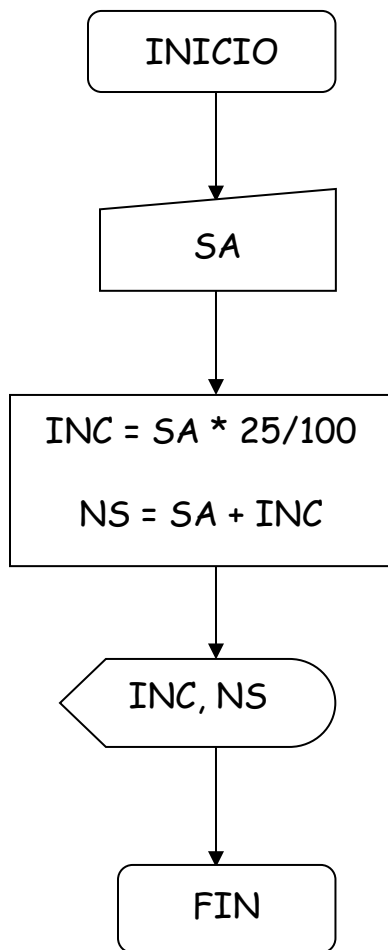 INICIO
SA
INC = SA * 25/100
NS = SA + INC
INC, NS
FIN